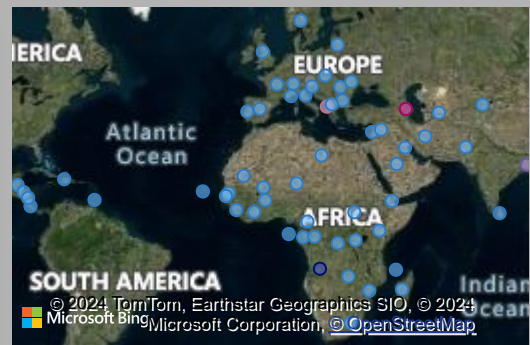 IERICA
EUROPE
Atlantic
Ocean
AFRICA
SOUTH AMERICA
Indian
Ocean
© 2024 TomTom, Earthstar Geographics SIO, © 2024
Microsoft Bing
Microsoft Corporation, © OpenStreetMap